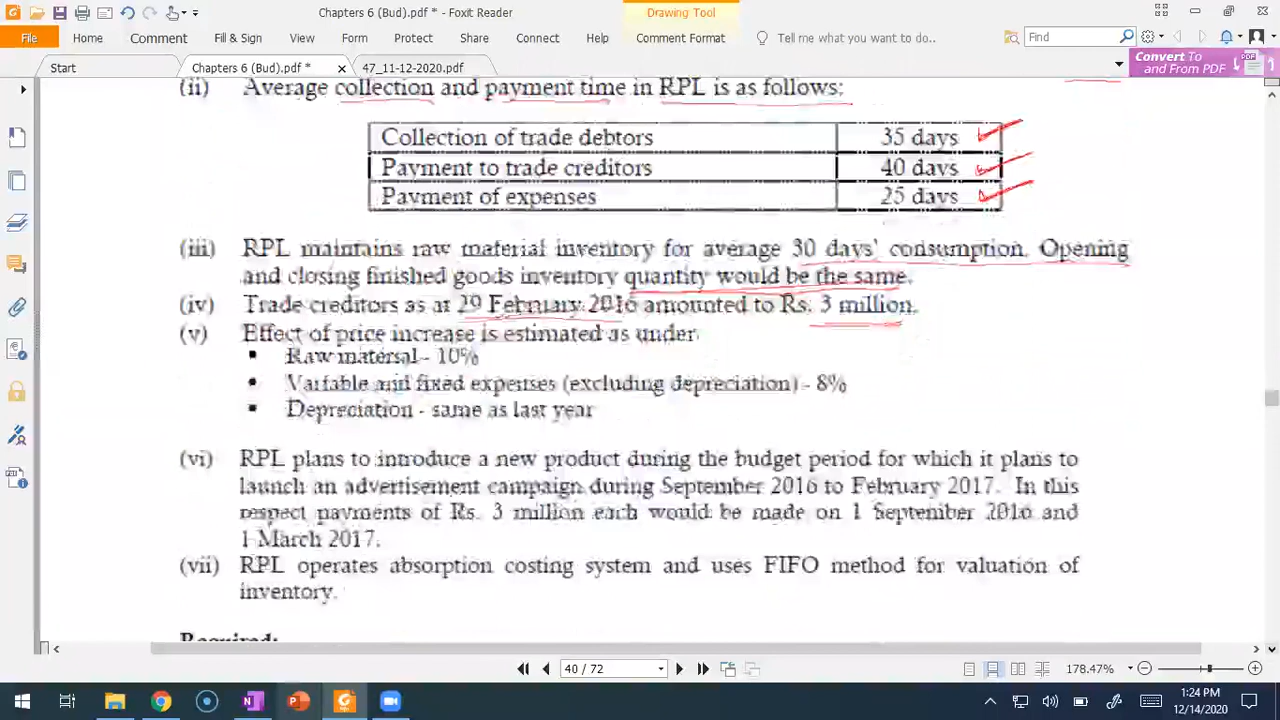 Chapters 6 (Bud).pdf * - Foxit Reader
Drawing Tool
File Home Comment Fill & Sign View Form Protect Share Connect Help Comment Format Tell me what you want to do.. Find
Start Chapters 6 (Bud).pdf * 47_11-12-2020.pdf
Convert To
and From PDF
(ii) Average collection and payment time in RPL is as follows:
Collection of trade debtors 35 days
Payment to trade creditors 40 days
Payment of expenses 25 days
(iii) RPL maintains raw material inventory for average 30 days' consumption. Opening
and closing finished goods inventory quantity would be the same.
(iv) Trade creditors as at 29 February 2016 amounted to Rs. 3 million.
(v) Effect of price increase is estimated as under:
▪ Raw material - 10%
▪ Variable and fixed expenses (excluding depreciation) - 8%
▪ Depreciation - same as last year
(vi) RPL plans to introduce a new product during the budget period for which it plans to
launch an advertisement campaign during September 2016 to February 2017. In this
respect payments of Rs. 3 million each would be made on 1 September 2016 and
1 March 2017.
(vii) RPL operates absorption costing system and uses FIFO method for valuation of
inventory.
Required:
40 / 72
178.47%
1:24 PM
12/14/2020